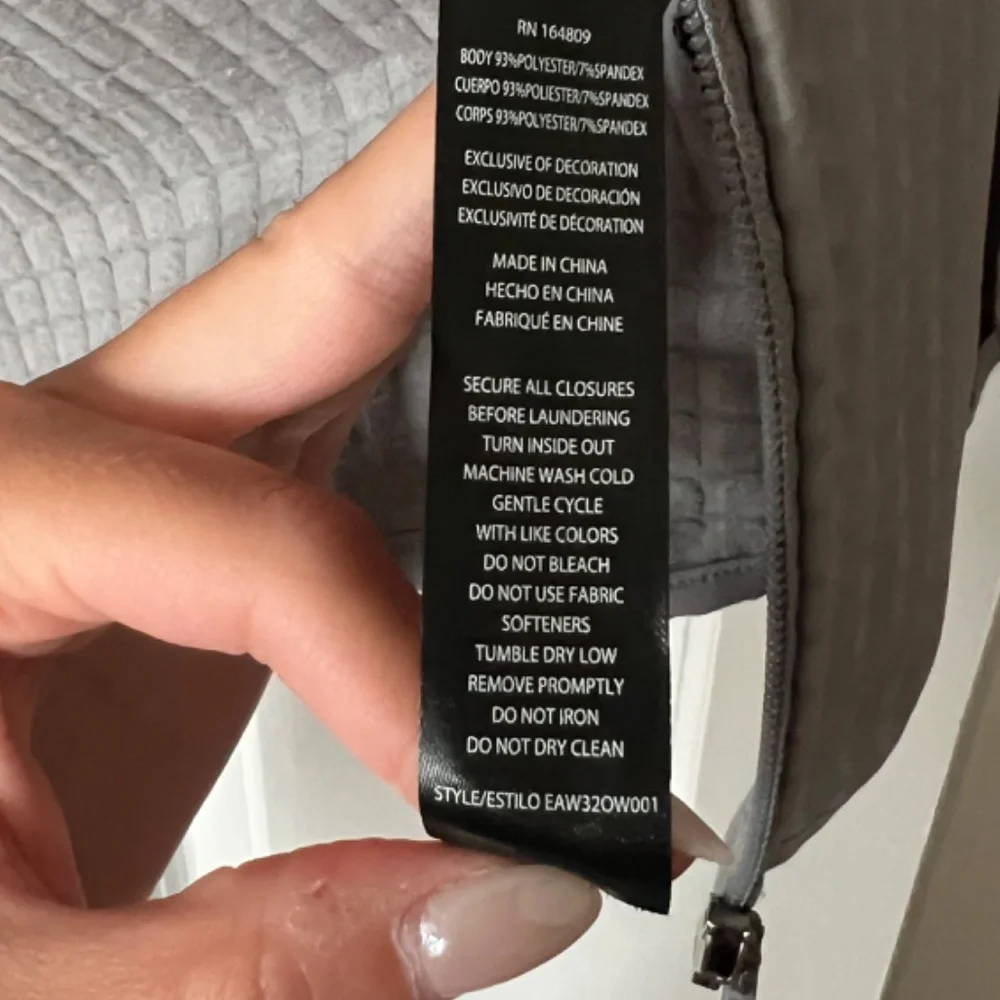 RN 164809
BODY 93%POLYESTER/7%SPANDEX
CUERPO 93%POLIESTER/7%SPANDEX
CORPS 93%POLYESTER/7%SPANDEX
EXCLUSIVE OF DECORATION
EXCLUSIVO DE DECORACIÓN
EXCLUSIVITÉ DE DÉCORATION
MADE IN CHINA
HECHO EN CHINA
FABRIQUÉ EN CHINE
SECURE ALL CLOSURES
BEFORE LAUNDERING
TURN INSIDE OUT
MACHINE WASH COLD
GENTLE CYCLE
WITH LIKE COLORS
DO NOT BLEACH
DO NOT USE FABRIC
SOFTENERS
TUMBLE DRY LOW
REMOVE PROMPTLY
DO NOT IRON
DO NOT DRY CLEAN
STYLE/ESTILO EAW32OW001